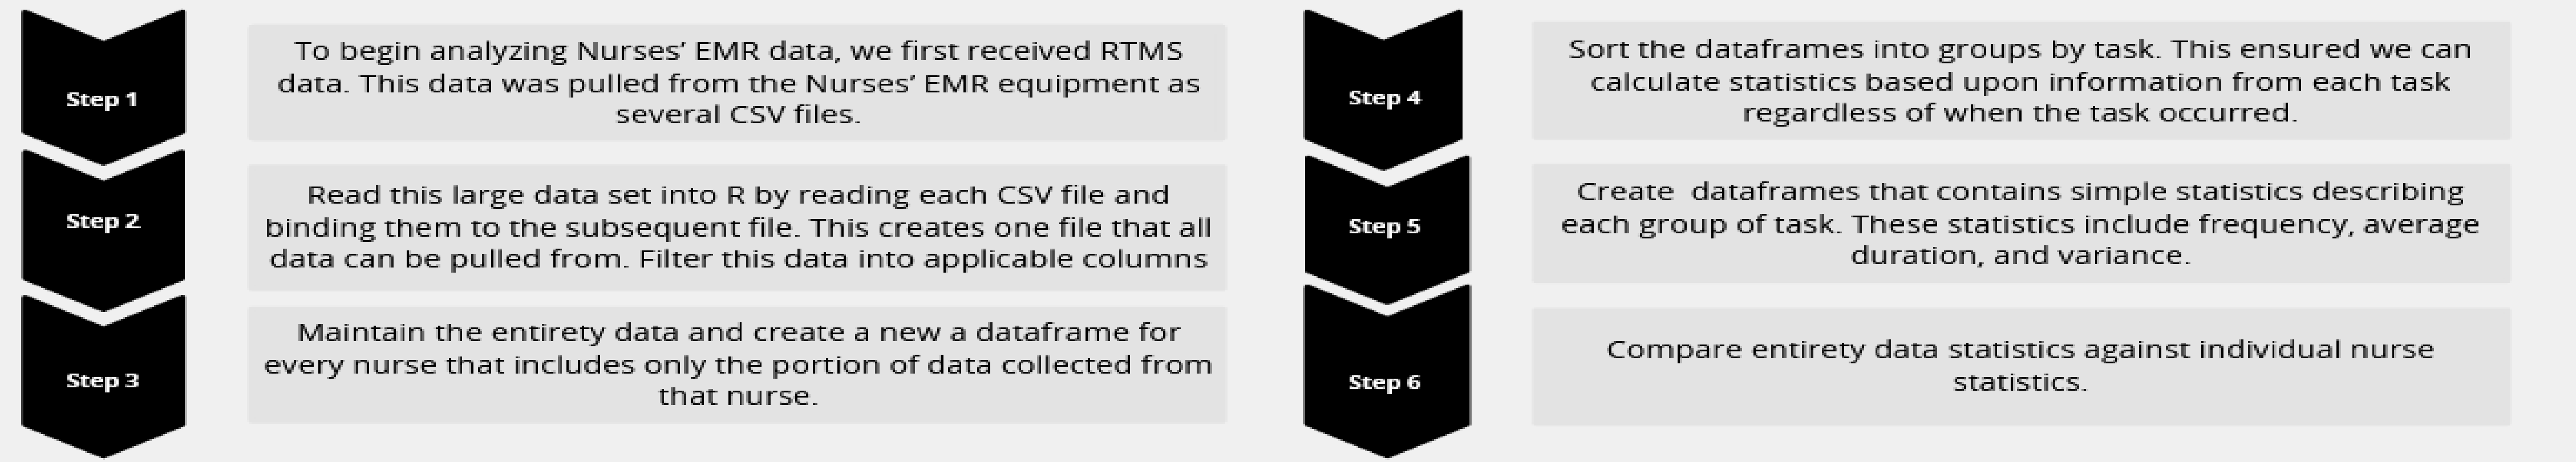 Step 1
To begin analyzing Nurses’ EMR data, we first received RTMS
data. This data was pulled from the Nurses’ EMR equipment as
several CSV files.
Step 2
Read this large data set into R by reading each CSV file and
binding them to the subsequent file. This creates one file that all
data can be pulled from. Filter this data into applicable columns
Step 3
Maintain the entirety data and create a new a dataframe for
every nurse that includes only the portion of data collected from
that nurse.
Step 4
Sort the dataframes into groups by task. This ensured we can
calculate statistics based upon information from each task
regardless of when the task occurred.
Step 5
Create  dataframes that contains simple statistics describing
each group of task. These statistics include frequency, average
duration, and variance.
Step 6
Compare entirety data statistics against individual nurse
statistics.